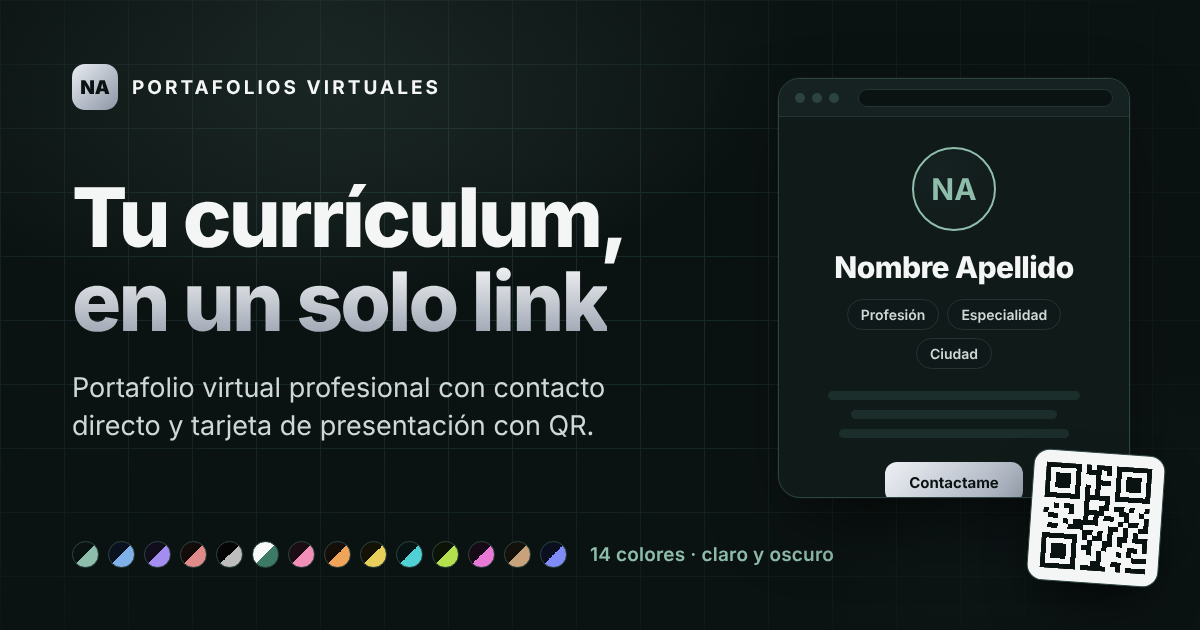 NA
PORTAFOLIOS VIRTUALES
Tu currículum,
en un solo link
Portafolio virtual profesional con contacto
directo y tarjeta de presentación con QR.
14 colores · claro y oscuro
NA
Nombre Apellido
Profesión
Especialidad
Ciudad
Contactame